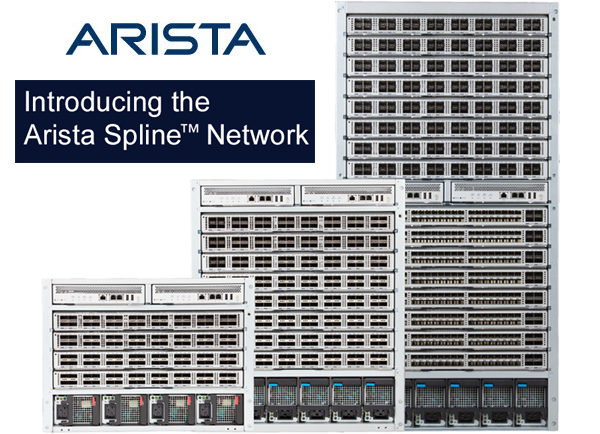 ARISTA
Introducing the
Arista Spline™ Network